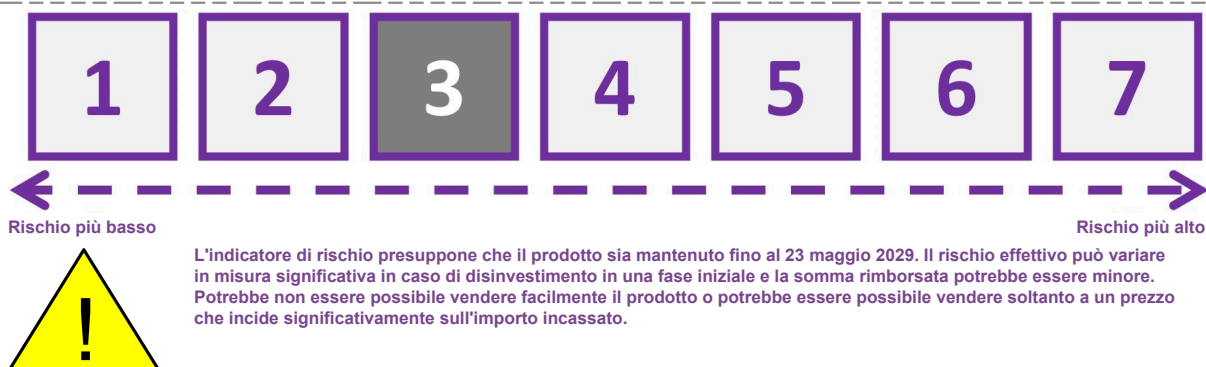 1 2 3 4 5 6 7
Rischio più basso Rischio più alto
L'indicatore di rischio presuppone che il prodotto sia mantenuto fino al 23 maggio 2029. Il rischio effettivo può variare
in misura significativa in caso di disinvestimento in una fase iniziale e la somma rimborsata potrebbe essere minore.
Potrebbe non essere possibile vendere facilmente il prodotto o potrebbe essere possibile vendere soltanto a un prezzo
che incide significativamente sull'importo incassato.
!